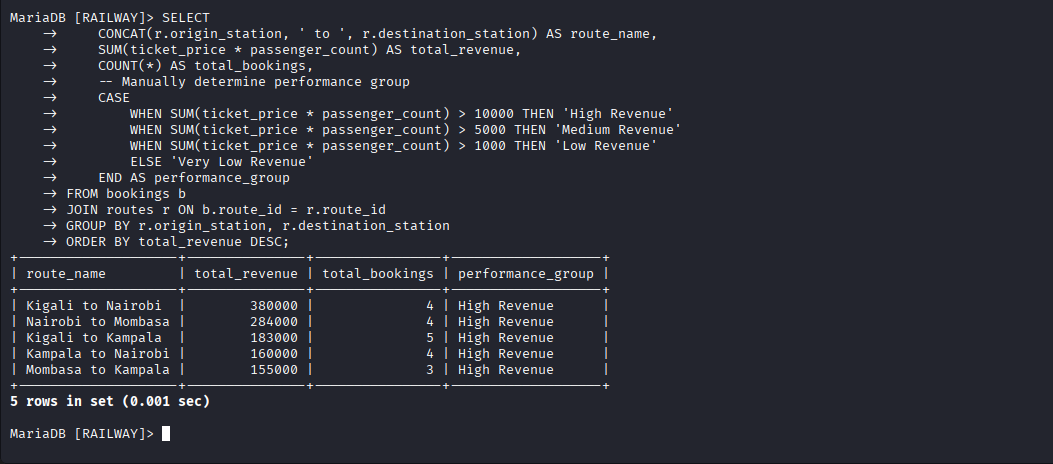 MariaDB [RAILWAY]> SELECT
    ->     CONCAT(r.origin_station, ' to ', r.destination_station) AS route_name,
    ->     SUM(ticket_price * passenger_count) AS total_revenue,
    ->     COUNT(*) AS total_bookings,
    ->     -- Manually determine performance group
    ->     CASE
    ->         WHEN SUM(ticket_price * passenger_count) > 10000 THEN 'High Revenue'
    ->         WHEN SUM(ticket_price * passenger_count) > 5000 THEN 'Medium Revenue'
    ->         WHEN SUM(ticket_price * passenger_count) > 1000 THEN 'Low Revenue'
    ->         ELSE 'Very Low Revenue'
    ->     END AS performance_group
    -> FROM bookings b
    -> JOIN routes r ON b.route_id = r.route_id
    -> GROUP BY r.origin_station, r.destination_station
    -> ORDER BY total_revenue DESC;
+--------------------+---------------+----------------+-------------------+
| route_name         | total_revenue | total_bookings | performance_group |
+--------------------+---------------+----------------+-------------------+
| Kigali to Nairobi  |        380000 |              4 | High Revenue      |
| Nairobi to Mombasa |        284000 |              4 | High Revenue      |
| Kigali to Kampala  |        183000 |              5 | High Revenue      |
| Kampala to Nairobi |        160000 |              4 | High Revenue      |
| Mombasa to Kampala |        155000 |              3 | High Revenue      |
+--------------------+---------------+----------------+-------------------+
5 rows in set (0.001 sec)
MariaDB [RAILWAY]>